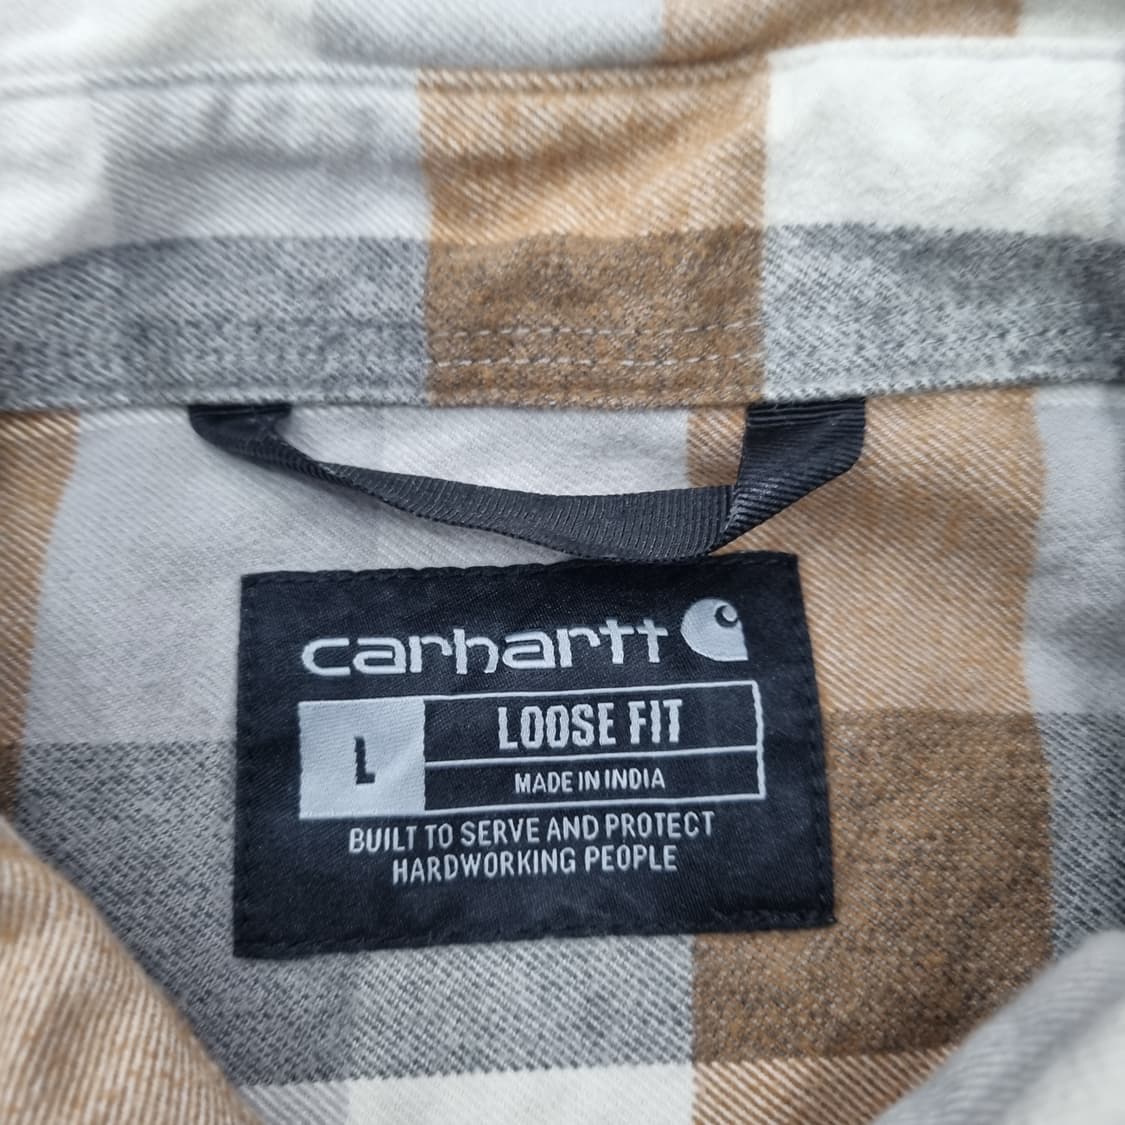 carhartt
L
LOOSE FIT
MADE IN INDIA
BUILT TO SERVE AND PROTECT
HARDWORKING PEOPLE